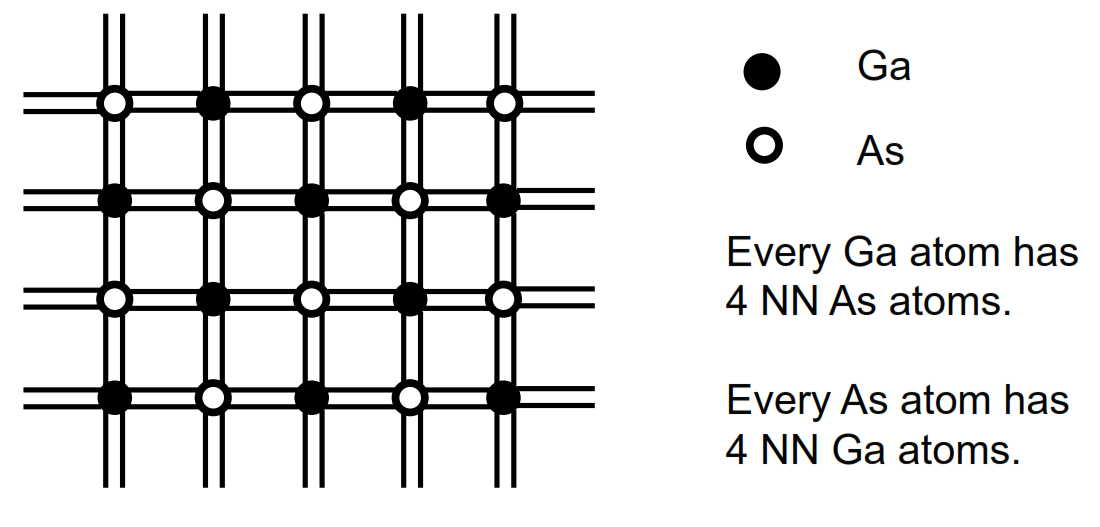 Ga
As
Every Ga atom has
4 NN As atoms.
Every As atom has
4 NN Ga atoms.